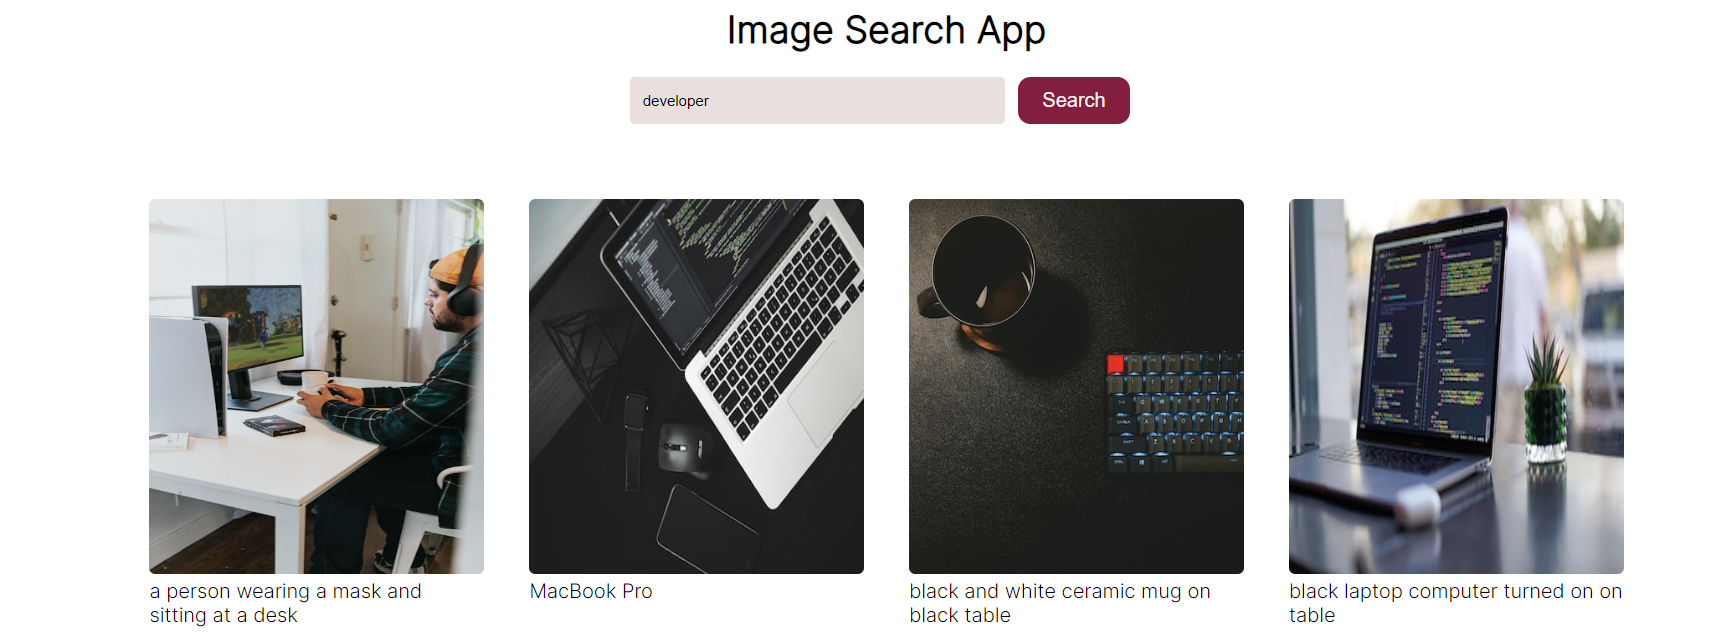 Image Search App
developer
Search
a person wearing a mask and
sitting at a desk
MacBook Pro
black and white ceramic mug on
black table
black laptop computer turned on on
table